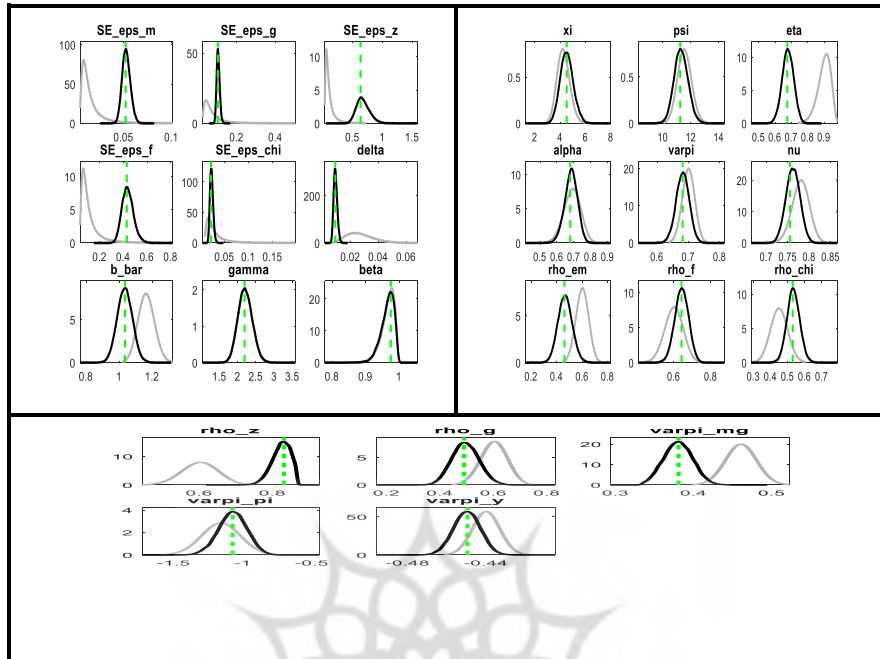 SE_eps_m SE_eps_g SE_eps_z
100 50 0 0.05 0.1
50 0 0.2 0.4
10 5 0 0.5 1 1.5
SE_eps_f SE_eps_chi delta
15 10 5 0 0.2 0.4 0.6 0.8
100 50 0 0.05 0.1 0.15 0.2
200 0 0.02 0.04 0.06
b_bar gamma beta
5 0 0.8 1 1.2
2 1 0 1.5 2 2.5 3 3.5
20 10 0 0.8 0.9 1
xi psi eta
0.5 0 2 4 6 8
0.5 0 10 12 14
10 5 0 0.5 0.6 0.7 0.8 0.9
alpha varpi nu
10 5 0 0.5 0.6 0.7 0.8 0.9
20 10 0 0.6 0.7 0.8
20 10 0 0.7 0.75 0.8 0.85
rho_em rho_f rho_chi
10 5 0 0.2 0.4 0.6 0.8
10 5 0 0.6 0.8
10 5 0 0.3 0.4 0.5 0.6 0.7
rho_z rho_g varpi_mg
10 0 0.6 0.8
5 0 0.2 0.4 0.6 0.8
20 10 0 0.3 0.4 0.5
varpi_pi varpi_y
4 2 0 -1.5 -1 -0.5
50 0 -0.48 -0.44